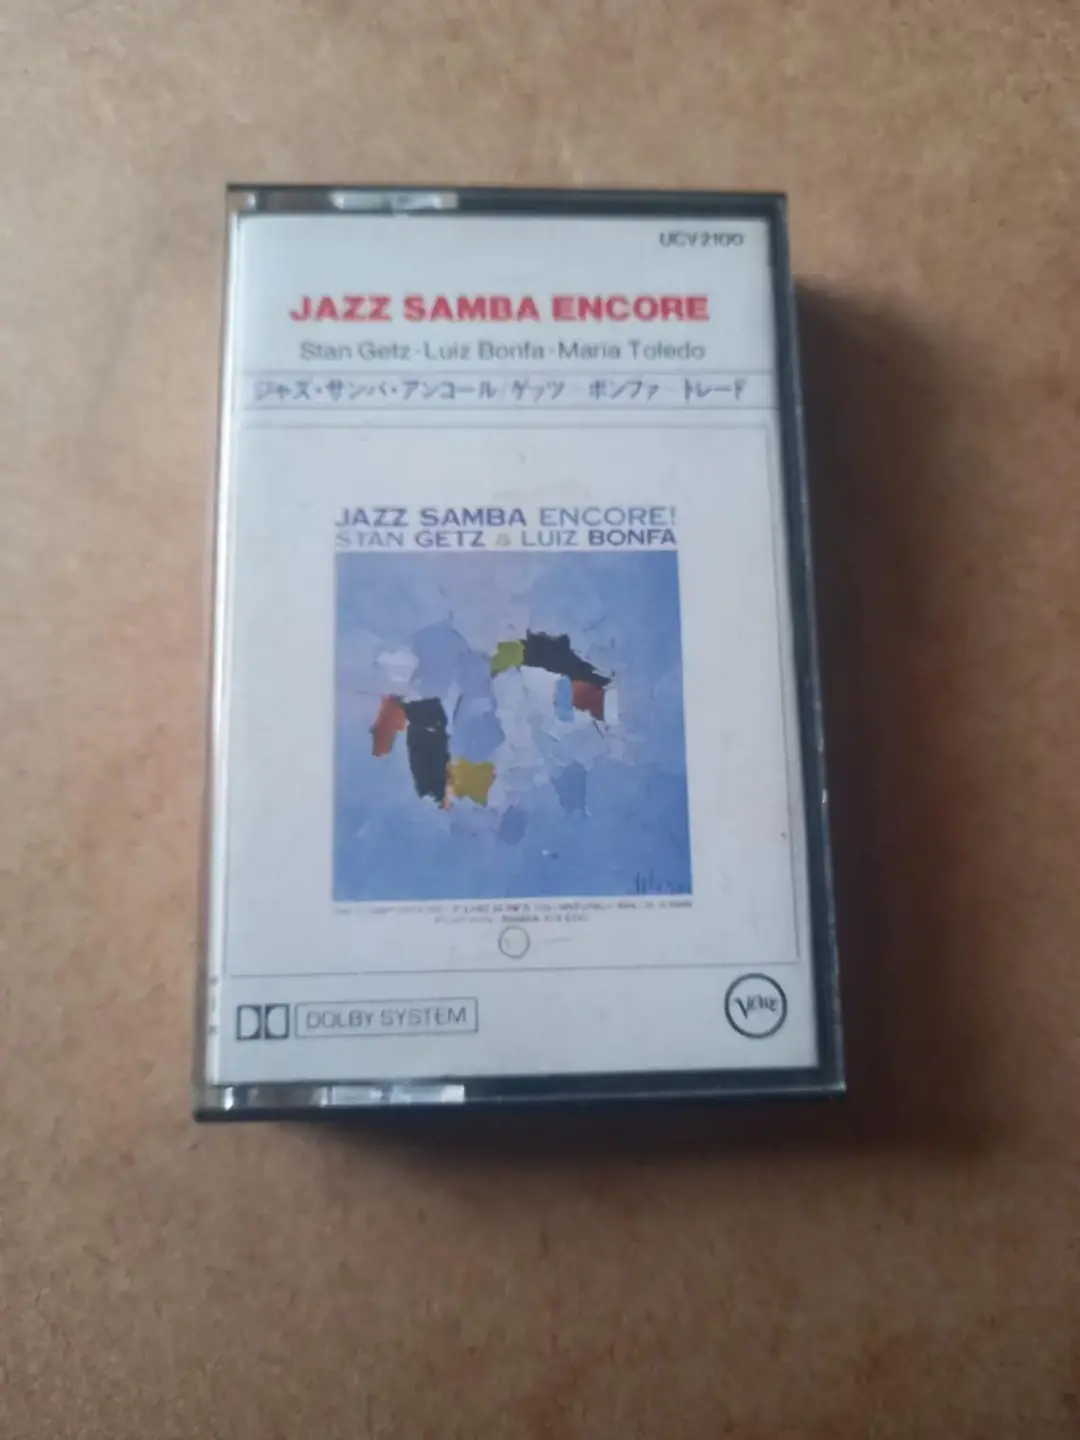 UCV2100
JAZZ SAMBA ENCORE
Stan Getz·Luiz Bonfa·Maria Toledo
ジャズ・サンバ・アンコール/ゲッツ ボンファ トレード
JAZZ SAMBA ENCORE!
STAN GETZ & LUIZ BONFA
DOLBY SYSTEM
VERVE